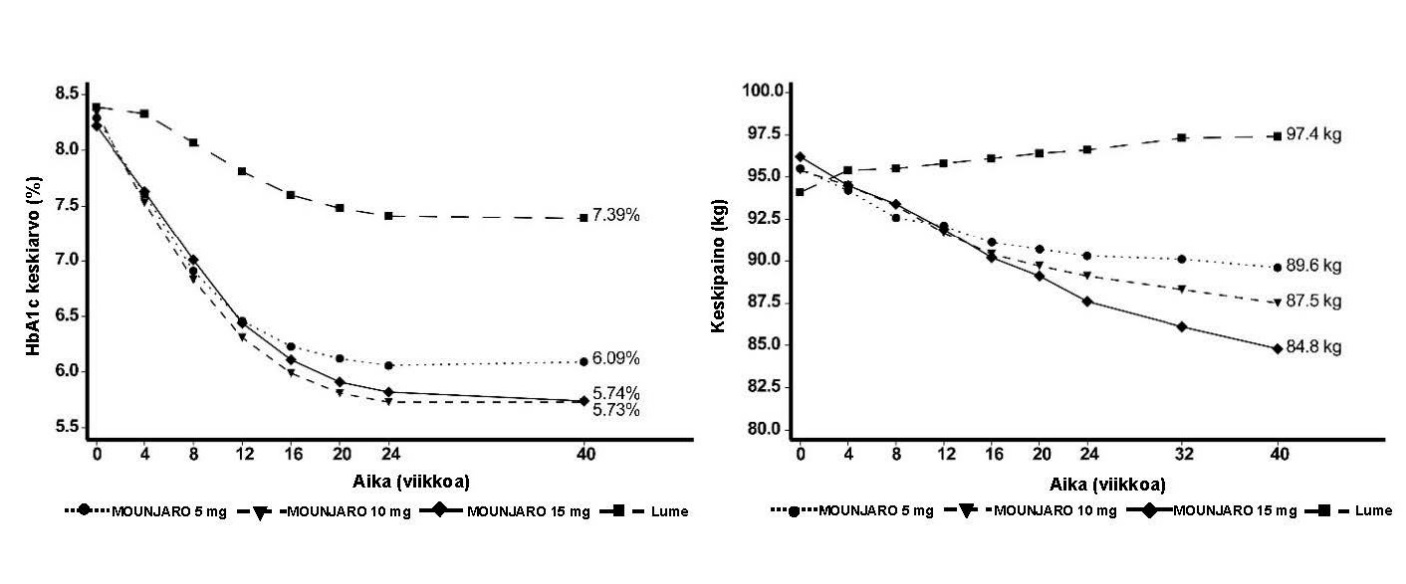 HbA1c keskiarvo (%)
8.5
8.0
7.5
7.0
6.5
6.0
5.5
7.39%
6.09%
5.74%
5.73%
0 4 8 12 16 20 24 40
Aika (viikkoa)
MOUNJARO 5 mg MOUNJARO 10 mg MOUNJARO 15 mg Lume
Keskipaino (kg)
100.0
97.5
95.0
92.5
90.0
87.5
85.0
82.5
80.0
97.4 kg
89.6 kg
87.5 kg
84.8 kg
0 4 8 12 16 20 24 32 40
Aika (viikkoa)
MOUNJARO 5 mg MOUNJARO 10 mg MOUNJARO 15 mg Lume